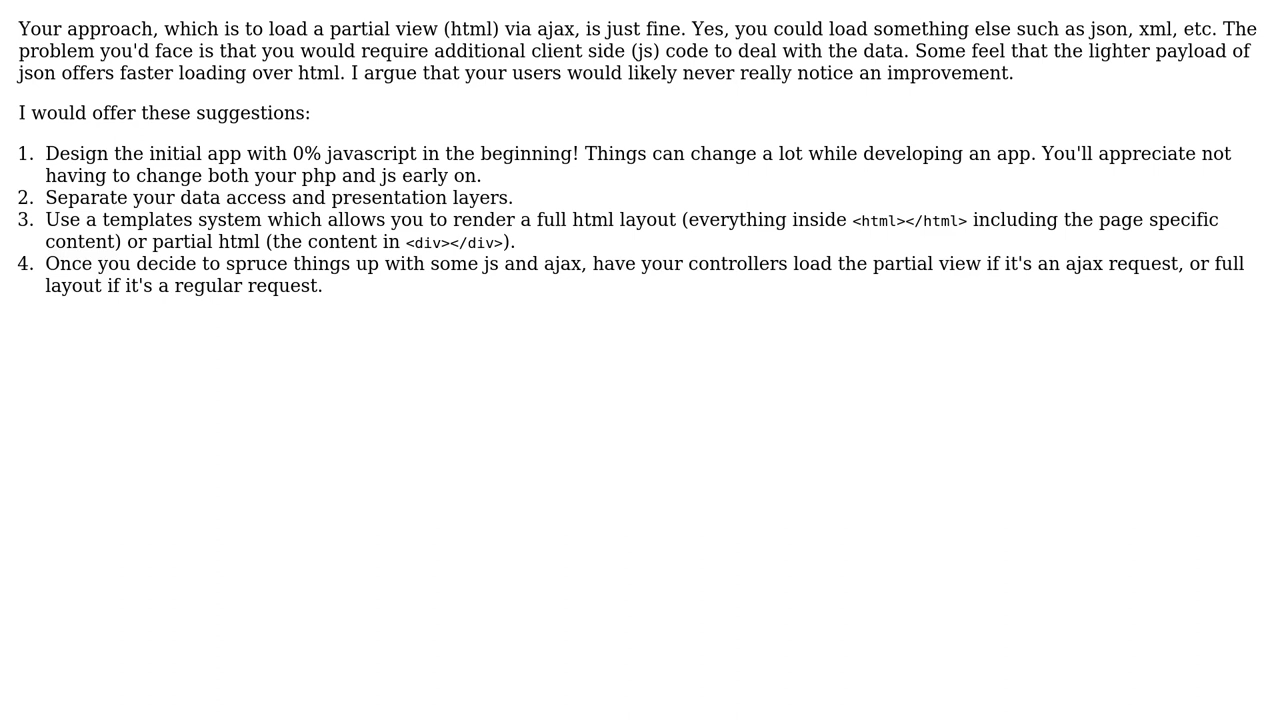 Your approach, which is to load a partial view (html) via ajax, is just fine. Yes, you could load something else such as json, xml, etc. The
problem you'd face is that you would require additional client side (js) code to deal with the data. Some feel that the lighter payload of
json offers faster loading over html. I argue that your users would likely never really notice an improvement.
I would offer these suggestions:
1. Design the initial app with 0% javascript in the beginning! Things can change a lot while developing an app. You'll appreciate not
having to change both your php and js early on.
2. Separate your data access and presentation layers.
3. Use a templates system which allows you to render a full html layout (everything inside <html></html> including the page specific
content) or partial html (the content in <div></div>).
4. Once you decide to spruce things up with some js and ajax, have your controllers load the partial view if it's an ajax request, or full
layout if it's a regular request.